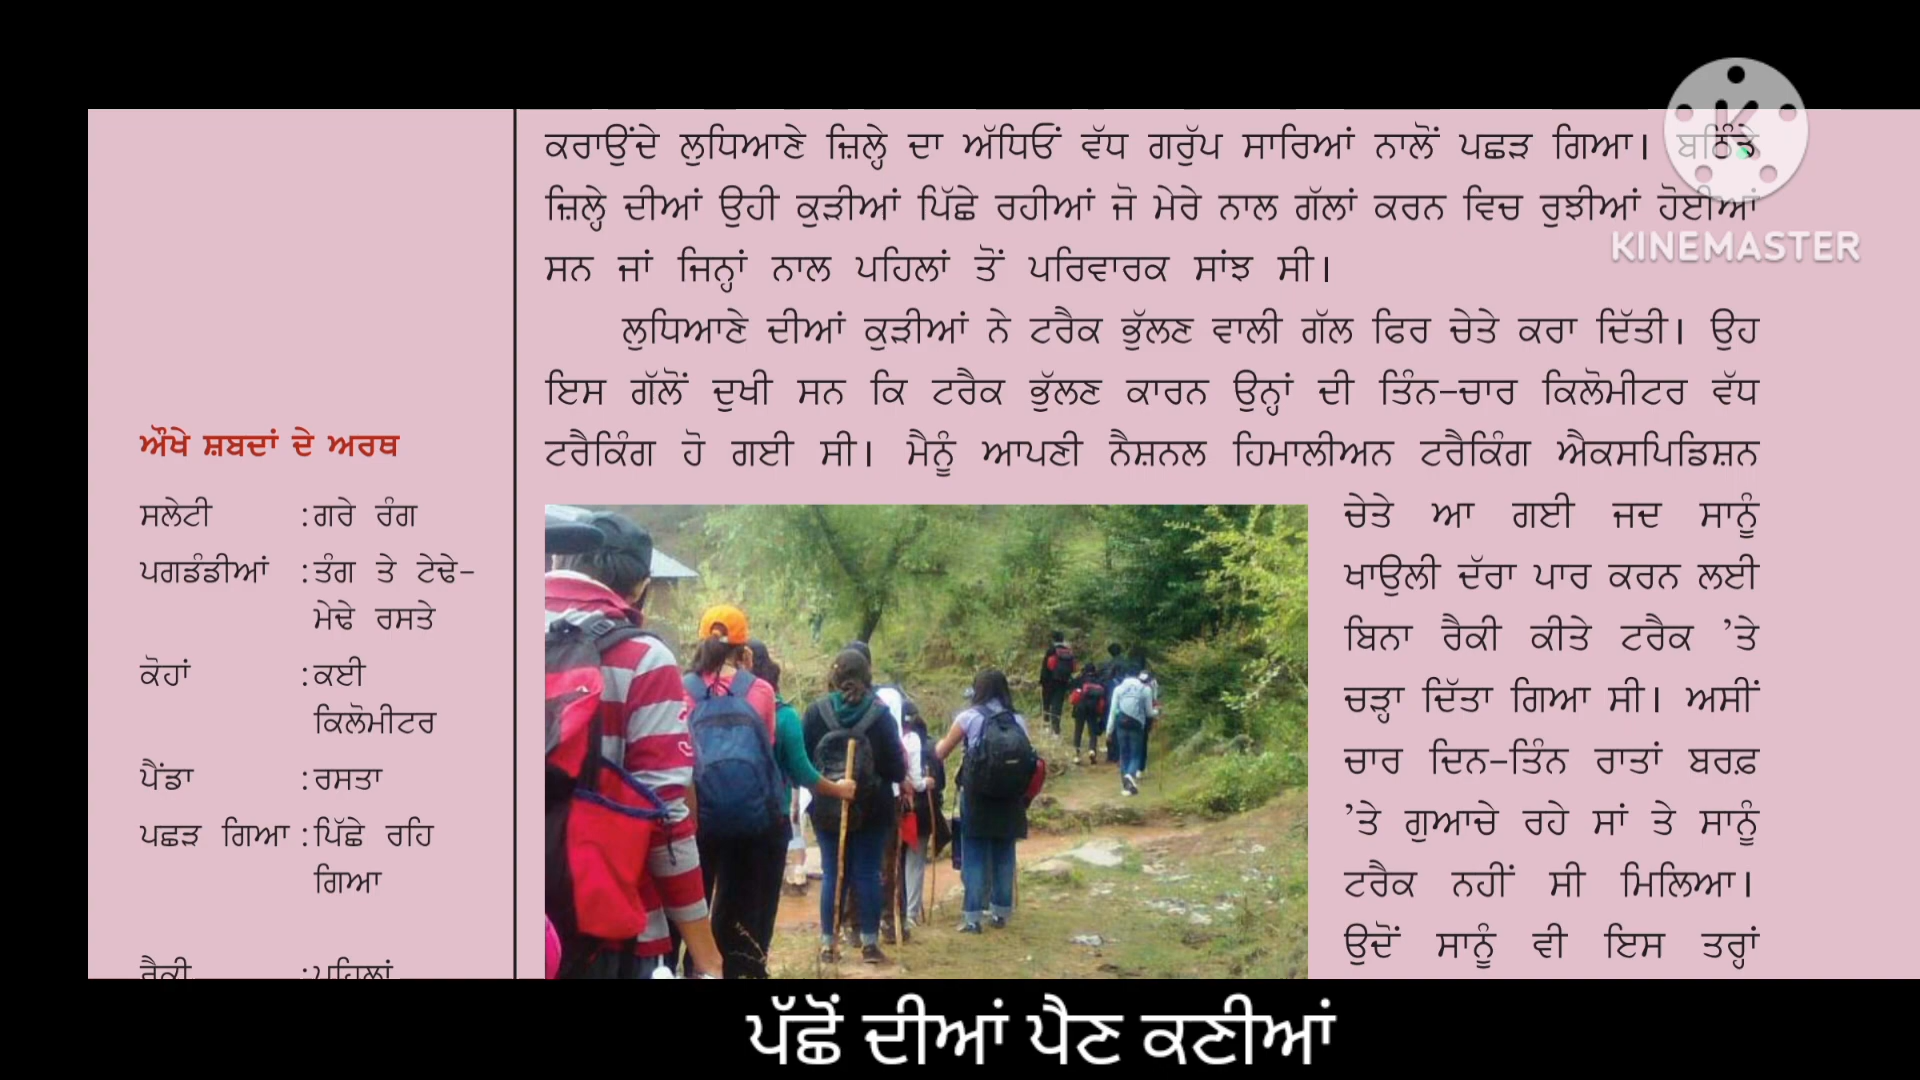 ਕਰਾਉਂਦੇ ਲੁਧਿਆਣੇ ਜ਼ਿਲ੍ਹੇ ਦਾ ਅੱਧਿਓਂ ਵੱਧ ਗਰੁੱਪ ਸਾਰਿਆਂ ਨਾਲੋਂ ਪਛੜ ਗਿਆ। ਬਠਿੰਡੇ
ਜ਼ਿਲ੍ਹੇ ਦੀਆਂ ਉਹੀ ਕੁੜੀਆਂ ਪਿੱਛੇ ਰਹੀਆਂ ਜੋ ਮੇਰੇ ਨਾਲ ਗੱਲਾਂ ਕਰਨ ਵਿਚ ਰੁਝੀਆਂ ਹੋਈਆਂ
ਸਨ ਜਾਂ ਜਿਨ੍ਹਾਂ ਨਾਲ ਪਹਿਲਾਂ ਤੋਂ ਪਰਿਵਾਰਕ ਸਾਂਝ ਸੀ।
KINEMASTER
ਲੁਧਿਆਣੇ ਦੀਆਂ ਕੁੜੀਆਂ ਨੇ ਟਰੈਕ ਭੁੱਲਣ ਵਾਲੀ ਗੱਲ ਫਿਰ ਚੇਤੇ ਕਰਾ ਦਿੱਤੀ। ਉਹ
ਇਸ ਗੱਲੋਂ ਦੁਖੀ ਸਨ ਕਿ ਟਰੈਕ ਭੁੱਲਣ ਕਾਰਨ ਉਨ੍ਹਾਂ ਦੀ ਤਿੰਨ-ਚਾਰ ਕਿਲੋਮੀਟਰ ਵੱਧ
ਟਰੈਕਿੰਗ ਹੋ ਗਈ ਸੀ। ਮੈਨੂੰ ਆਪਣੀ ਨੈਸ਼ਨਲ ਹਿਮਾਲੀਅਨ ਟਰੈਕਿੰਗ ਐਕਸਪਿਡਿਸ਼ਨ
ਚੇਤੇ ਆ ਗਈ ਜਦ ਸਾਨੂੰ
ਖਾਉਲੀ ਦੱਰਾ ਪਾਰ ਕਰਨ ਲਈ
ਬਿਨਾ ਰੈਕੀ ਕੀਤੇ ਟਰੈਕ ’ਤੇ
ਚੜ੍ਹਾ ਦਿੱਤਾ ਗਿਆ ਸੀ। ਅਸੀਂ
ਚਾਰ ਦਿਨ-ਤਿੰਨ ਰਾਤਾਂ ਬਰਫ਼
’ਤੇ ਗੁਆਚੇ ਰਹੇ ਸਾਂ ਤੇ ਸਾਨੂੰ
ਟਰੈਕ ਨਹੀਂ ਸੀ ਮਿਲਿਆ।
ਉਦੋਂ ਸਾਨੂੰ ਵੀ ਇਸ ਤਰ੍ਹਾਂ
ਔਖੇ ਸ਼ਬਦਾਂ ਦੇ ਅਰਥ
ਸਲੇਟੀ : ਗਰੇ ਰੰਗ
ਪਗਡੰਡੀਆਂ : ਤੰਗ ਤੇ ਟੇਢੇ-
ਮੇਢੇ ਰਸਤੇ
ਕੋਹਾਂ : ਕਈ
ਕਿਲੋਮੀਟਰ
ਪੈਂਡਾ : ਰਸਤਾ
ਪਛੜ ਗਿਆ : ਪਿੱਛੇ ਰਹਿ
ਗਿਆ
ਰੈਕੀ : ਪਹਿਲਾਂ
ਪੱਛੋਂ ਦੀਆਂ ਪੈਣ ਕਣੀਆਂ